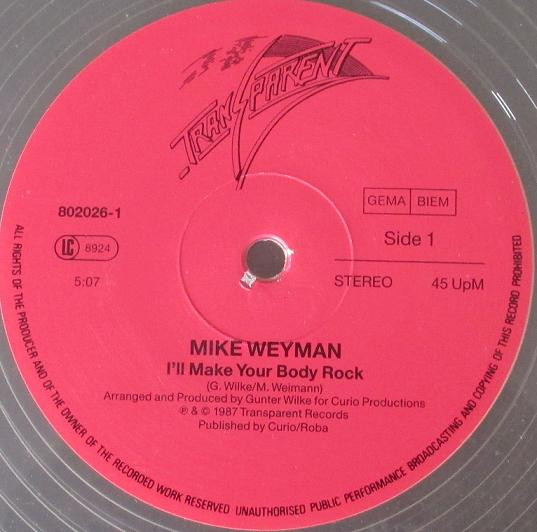 TRANSPARENT
802026-1
LC 8924
5:07
GEMA BIEM
Side 1
STEREO 45 UpM
MIKE WEYMAN
I'll Make Your Body Rock
(G. Wilke/M. Weimann)
Arranged and Produced by Gunter Wilke for Curio Productions
℗ & © 1987 Transparent Records
Published by Curio/Roba
ALL RIGHTS OF THE PRODUCER AND OF THE OWNER OF THE RECORDED WORK RESERVED UNAUTHORISED PUBLIC PERFORMANCE BROADCASTING AND COPYING OF THIS RECORD PROHIBITED